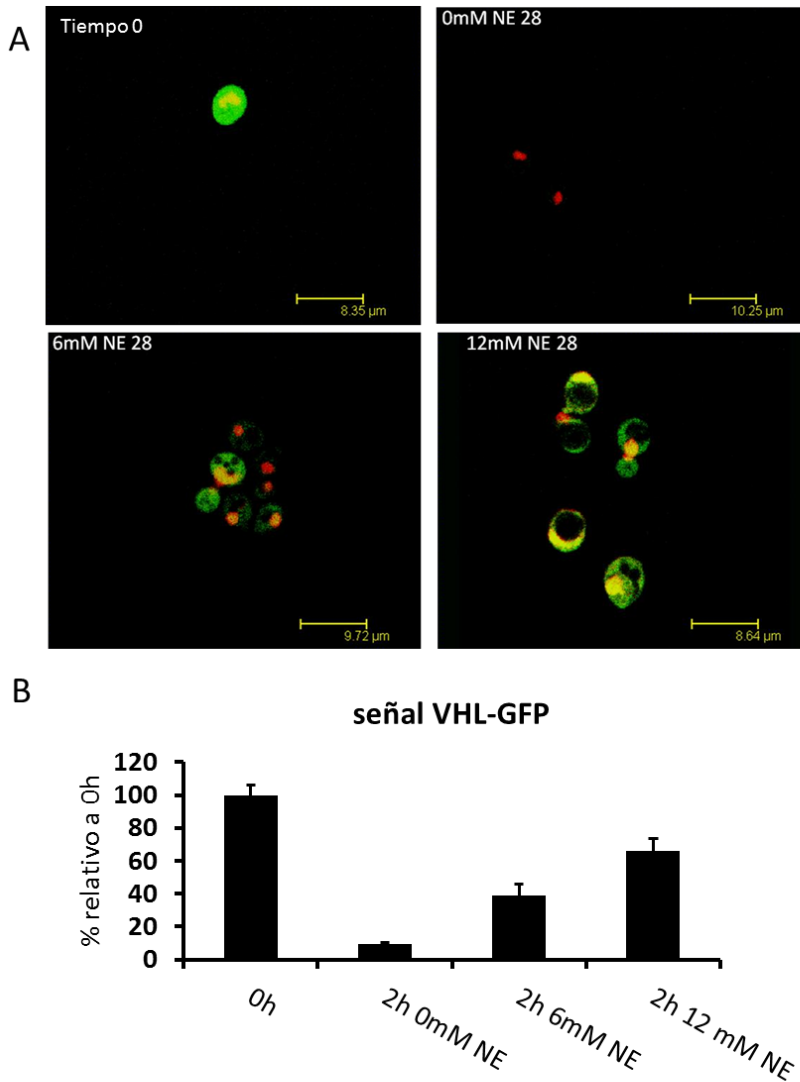 A
Tiempo 0
8.35 µm
0mM NE 28
10.25 µm
6mM NE 28
9.72 µm
12mM NE 28
8.64 µm
B
señal VHL-GFP
% relativo a 0h
120
100
80
60
40
20
0
0h
2h 0mM NE
2h 6mM NE
2h 12 mM NE